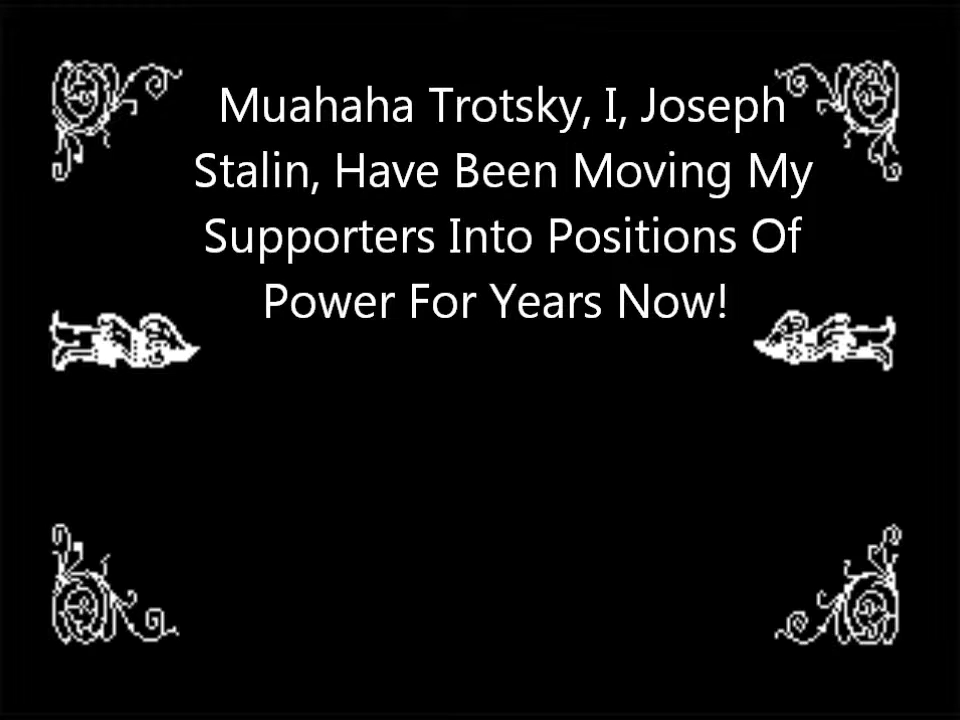 Muahaha Trotsky, I, Joseph
Stalin, Have Been Moving My
Supporters Into Positions Of
Power For Years Now!